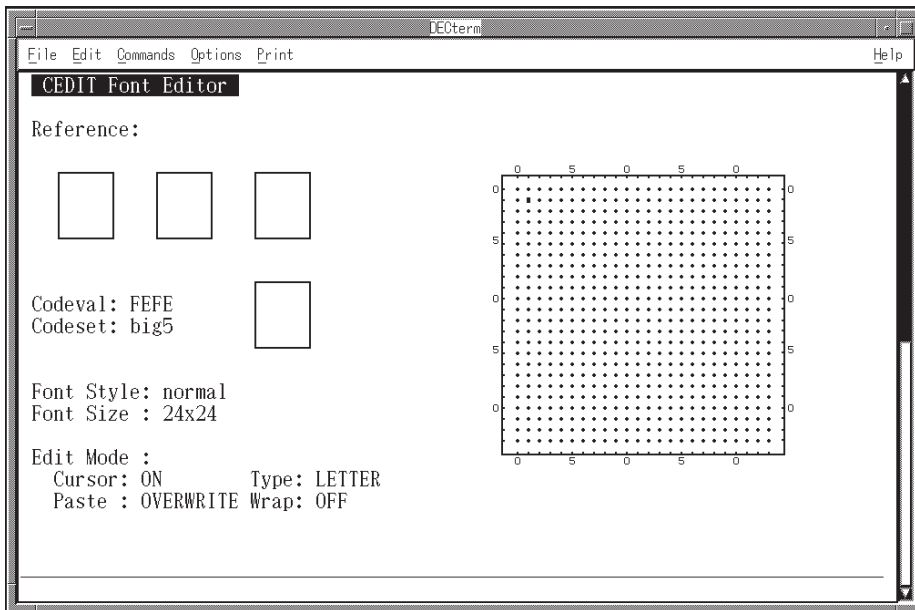 DECterm
File Edit Commands Options Print Help
CEDIT Font Editor
Reference:
0 5 0 5 0
0 0
5 5
0 0
5 5
0 0
0 5 0 5 0
Codeval: FEFE
Codeset: big5
Font Style: normal
Font Size : 24x24
Edit Mode :
Cursor: ON Type: LETTER
Paste : OVERWRITE Wrap: OFF